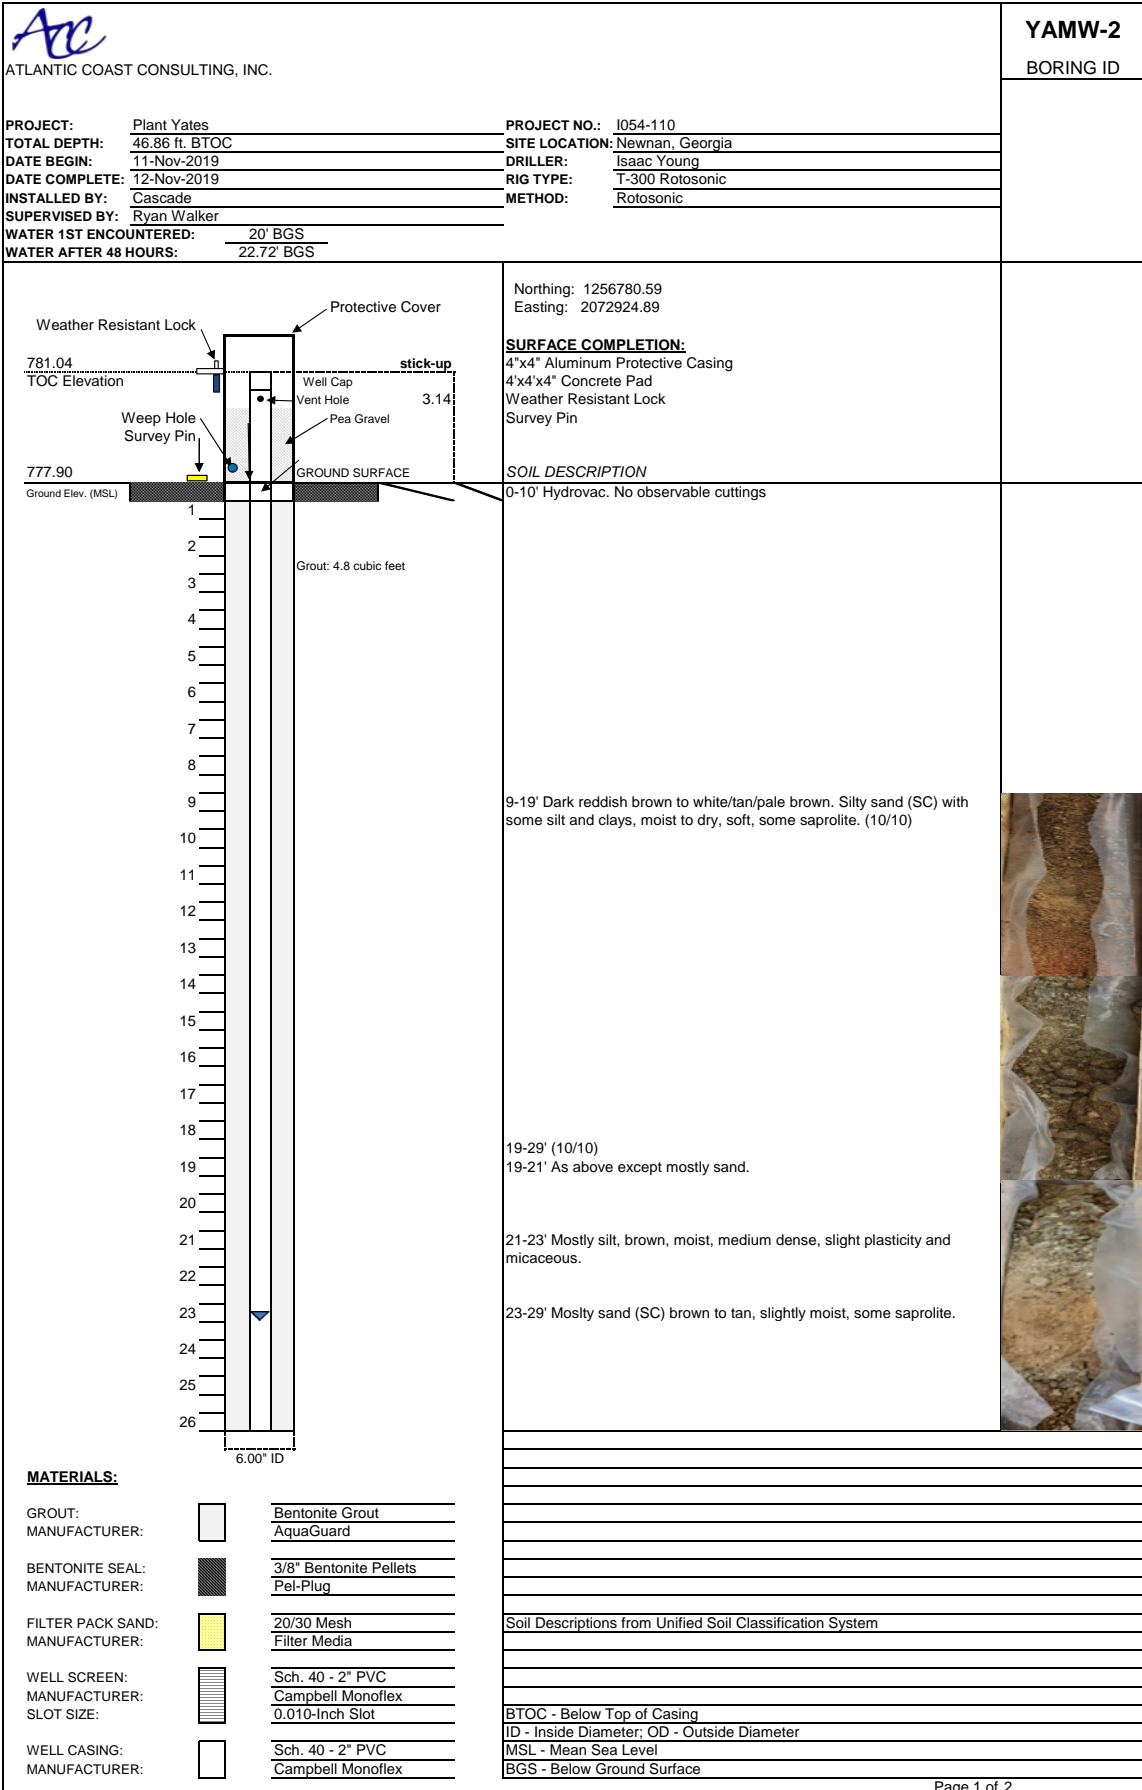 ACC
YAMW-2
ATLANTIC COAST CONSULTING, INC.
BORING ID
PROJECT: Plant Yates
PROJECT NO.: I054-110
TOTAL DEPTH: 46.86 ft. BTOC
SITE LOCATION: Newnan, Georgia
DATE BEGIN: 11-Nov-2019
DRILLER: Isaac Young
DATE COMPLETE: 12-Nov-2019
RIG TYPE: T-300 Rotosonic
INSTALLED BY: Cascade
METHOD: Rotosonic
SUPERVISED BY: Ryan Walker
WATER 1ST ENCOUNTERED: 20' BGS
WATER AFTER 48 HOURS: 22.72' BGS
Northing: 1256780.59
Easting: 2072924.89
Protective Cover
Weather Resistant Lock
SURFACE COMPLETION:
781.04
stick-up
4"x4" Aluminum Protective Casing
TOC Elevation
Well Cap
4'x4'x4" Concrete Pad
Vent Hole
3.14
Weather Resistant Lock
Weep Hole
Pea Gravel
Survey Pin
Survey Pin
777.90
GROUND SURFACE
SOIL DESCRIPTION
Ground Elev. (MSL)
0-10' Hydrovac. No observable cuttings
1
2
Grout: 4.8 cubic feet
3
4
5
6
7
8
9
9-19' Dark reddish brown to white/tan/pale brown. Silty sand (SC) with
some silt and clays, moist to dry, soft, some saprolite. (10/10)
10
11
12
13
14
15
16
17
18
19-29' (10/10)
19
19-21' As above except mostly sand.
20
21
21-23' Mostly silt, brown, moist, medium dense, slight plasticity and
micaceous.
22
23
23-29' Moslty sand (SC) brown to tan, slightly moist, some saprolite.
24
25
26
6.00" ID
MATERIALS:
GROUT: Bentonite Grout
MANUFACTURER: AquaGuard
BENTONITE SEAL: 3/8" Bentonite Pellets
MANUFACTURER: Pel-Plug
FILTER PACK SAND: 20/30 Mesh
Soil Descriptions from Unified Soil Classification System
MANUFACTURER: Filter Media
WELL SCREEN: Sch. 40 - 2" PVC
MANUFACTURER: Campbell Monoflex
SLOT SIZE: 0.010-Inch Slot
BTOC - Below Top of Casing
ID - Inside Diameter; OD - Outside Diameter
WELL CASING: Sch. 40 - 2" PVC
MSL - Mean Sea Level
MANUFACTURER: Campbell Monoflex
BGS - Below Ground Surface
Page 1 of 2